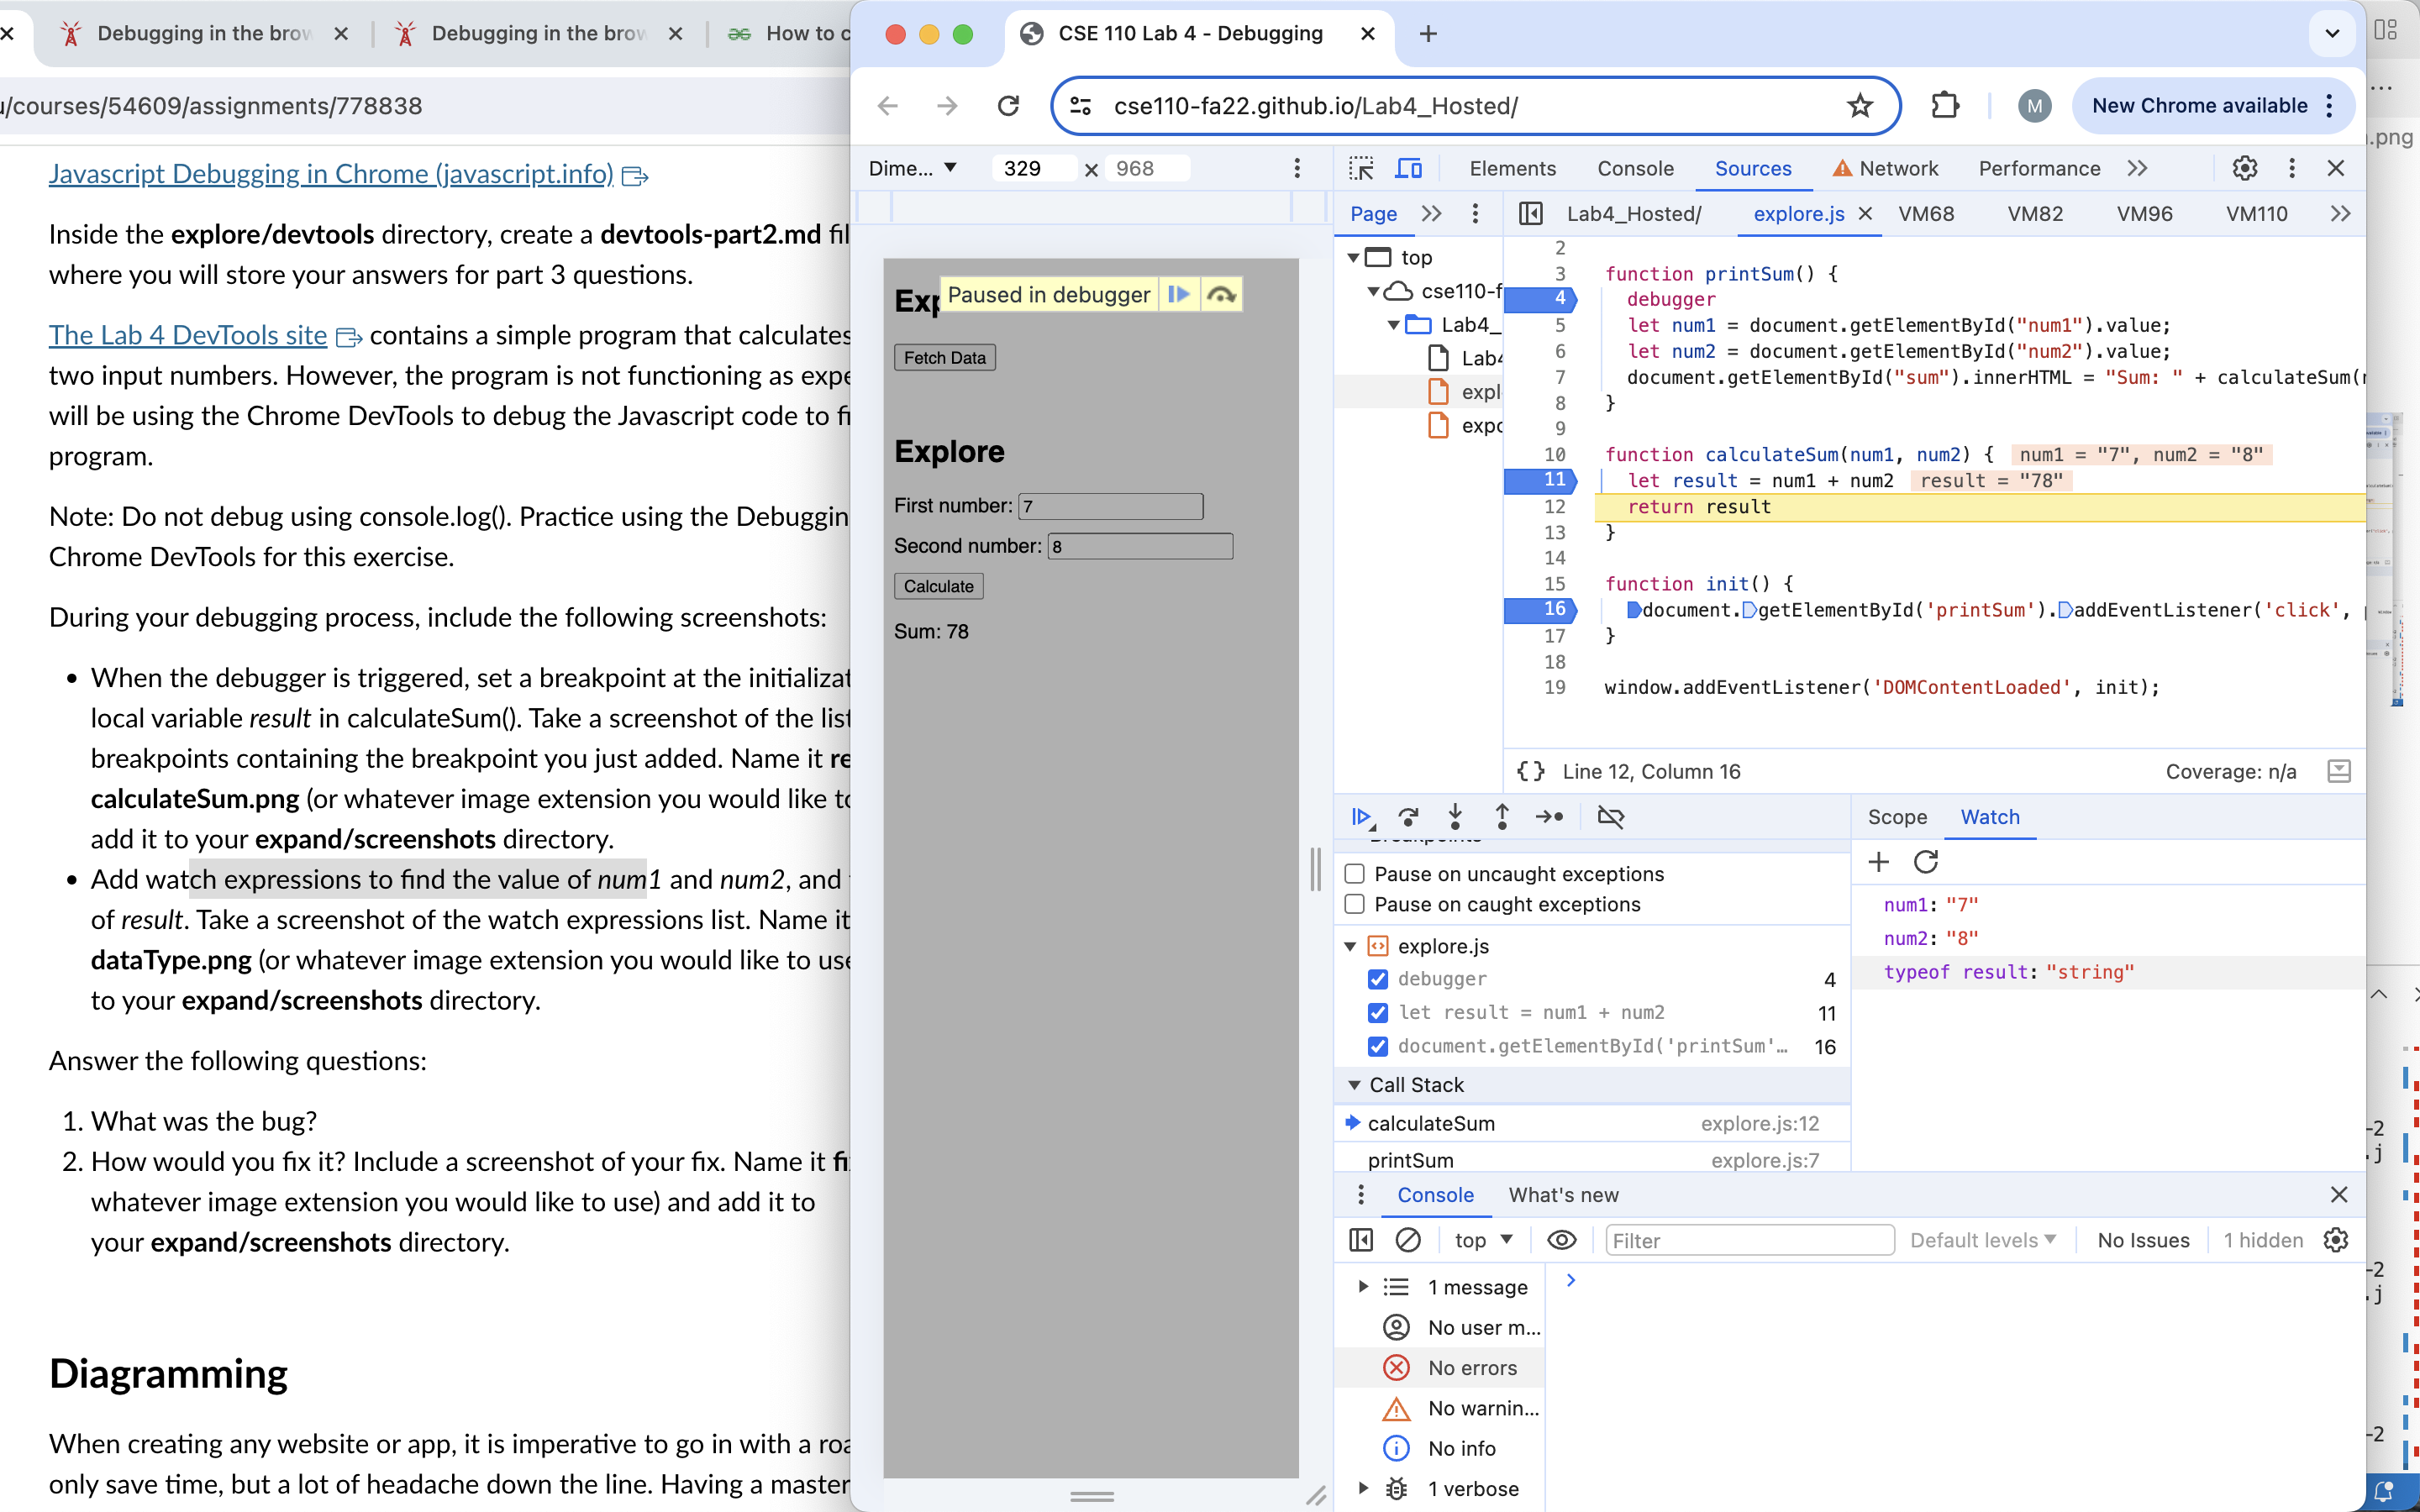 Debugging in the brow
Debugging in the brow
How to c
u/courses/54609/assignments/778838
Javascript Debugging in Chrome (javascript.info)
Inside the explore/devtools directory, create a devtools-part2.md fil
where you will store your answers for part 3 questions.
The Lab 4 DevTools site contains a simple program that calculates
two input numbers. However, the program is not functioning as expe
will be using the Chrome DevTools to debug the Javascript code to fi
program.
Note: Do not debug using console.log(). Practice using the Debuggin
Chrome DevTools for this exercise.
During your debugging process, include the following screenshots:
• When the debugger is triggered, set a breakpoint at the initializat
local variable result in calculateSum(). Take a screenshot of the list
breakpoints containing the breakpoint you just added. Name it re
calculateSum.png (or whatever image extension you would like to
add it to your expand/screenshots directory.
• Add watch expressions to find the value of num1 and num2, and
of result. Take a screenshot of the watch expressions list. Name it
dataType.png (or whatever image extension you would like to use
to your expand/screenshots directory.
Answer the following questions:
1. What was the bug?
2. How would you fix it? Include a screenshot of your fix. Name it fi
whatever image extension you would like to use) and add it to
your expand/screenshots directory.
Diagramming
When creating any website or app, it is imperative to go in with a roa
only save time, but a lot of headache down the line. Having a master
CSE 110 Lab 4 - Debugging
cse110-fa22.github.io/Lab4_Hosted/
M
New Chrome available
Dime...
329 × 968
Exp
Paused in debugger
Fetch Data
Explore
First number: 7
Second number: 8
Calculate
Sum: 78
Elements Console Sources Network Performance
Page
Lab4_Hosted/ explore.js VM68 VM82 VM96 VM110
top
cse110-f
Lab4_
Lab4
expl
expo
2
3 function printSum() {
4 debugger
5 let num1 = document.getElementById("num1").value;
6 let num2 = document.getElementById("num2").value;
7 document.getElementById("sum").innerHTML = "Sum: " + calculateSum(
8 }
9
10 function calculateSum(num1, num2) { num1 = "7", num2 = "8"
11 let result = num1 + num2 result = "78"
12 return result
13 }
14
15 function init() {
16 document.getElementById('printSum').addEventListener('click',
17 }
18
19 window.addEventListener('DOMContentLoaded', init);
{} Line 12, Column 16
Coverage: n/a
Breakpoints
Pause on uncaught exceptions
Pause on caught exceptions
explore.js
debugger 4
let result = num1 + num2 11
document.getElementById('printSum'… 16
Call Stack
calculateSum explore.js:12
printSum explore.js:7
Scope Watch
num1: "7"
num2: "8"
typeof result: "string"
Console What's new
top
Filter
Default levels
No Issues
1 hidden
1 message
No user m...
No errors
No warnin...
No info
1 verbose
.png
-2
.j
-2
.j
-2